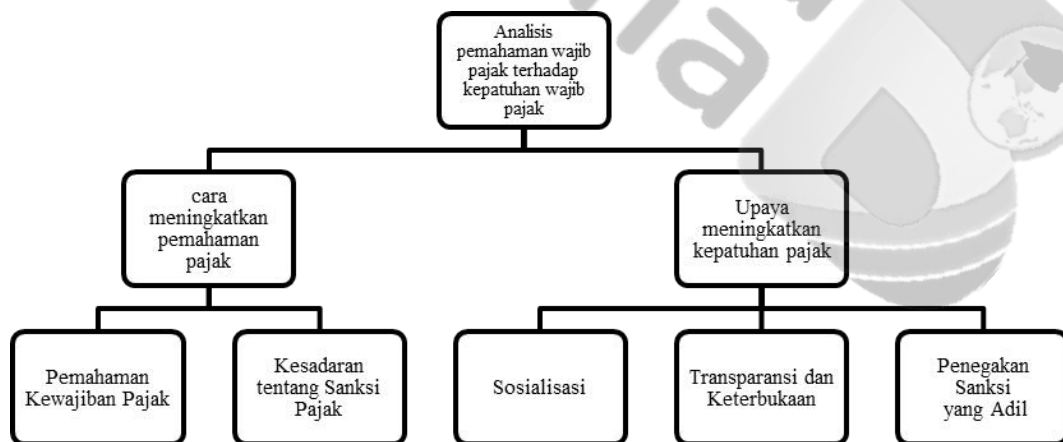 Analisis
pemahaman wajib
pajak terhadap
kepatuhan wajib
pajak
cara
meningkatkan
pemahaman
pajak
Upaya
meningkatkan
kepatuhan pajak
Pemahaman
Kewajiban Pajak
Kesadaran
tentang Sanksi
Pajak
Sosialisasi
Transparansi dan
Keterbukaan
Penegakan
Sanksi
yang Adil